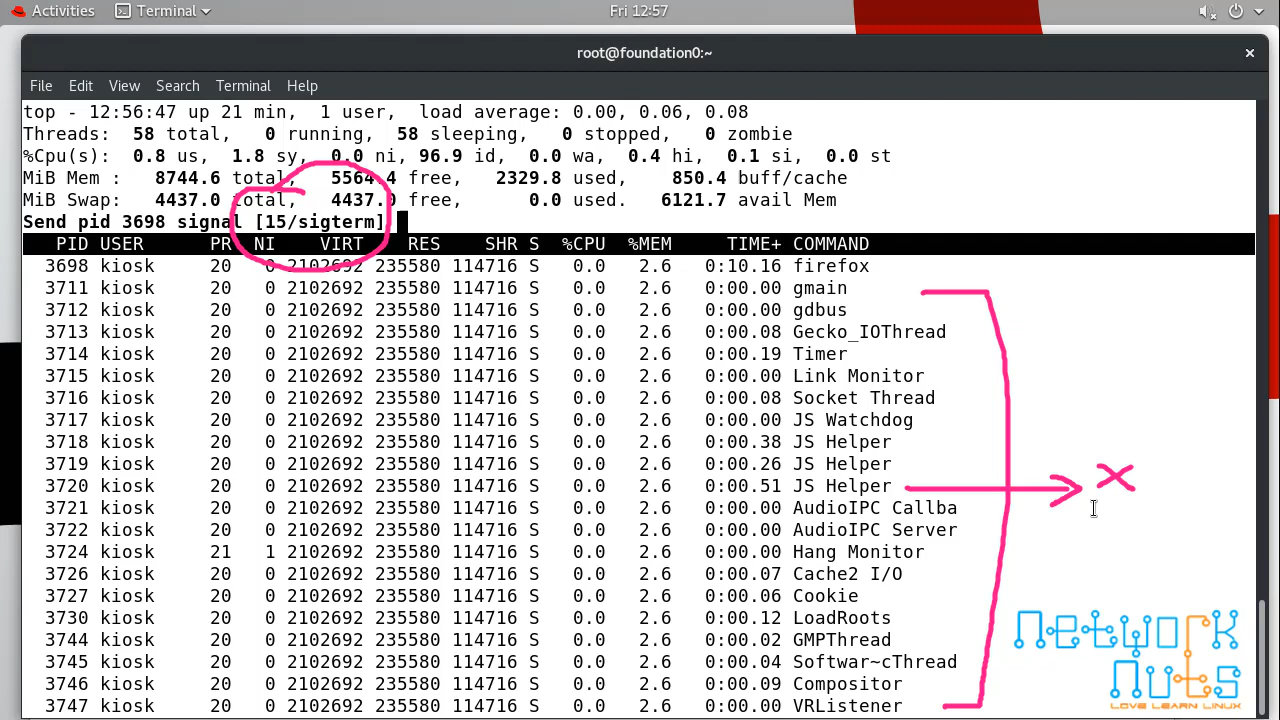 Activities Terminal Fri 12:57
root@foundation0:~
File Edit View Search Terminal Help
top - 12:56:47 up 21 min,  1 user,  load average: 0.00, 0.06, 0.08
Threads:  58 total,   0 running,  58 sleeping,   0 stopped,   0 zombie
%Cpu(s):  0.8 us,  1.8 sy,  0.0 ni, 96.9 id,  0.0 wa,  0.4 hi,  0.1 si,  0.0 st
MiB Mem :   8744.6 total,   5564.4 free,   2329.8 used,    850.4 buff/cache
MiB Swap:   4437.0 total,   4437.0 free,      0.0 used.   6121.7 avail Mem
Send pid 3698 signal [15/sigterm]
PID USER      PR  NI    VIRT    RES    SHR S  %CPU  %MEM     TIME+ COMMAND
3698 kiosk     20   0 2102692 235580 114716 S   0.0   2.6   0:10.16 firefox
3711 kiosk     20   0 2102692 235580 114716 S   0.0   2.6   0:00.00 gmain
3712 kiosk     20   0 2102692 235580 114716 S   0.0   2.6   0:00.00 gdbus
3713 kiosk     20   0 2102692 235580 114716 S   0.0   2.6   0:00.08 Gecko_IOThread
3714 kiosk     20   0 2102692 235580 114716 S   0.0   2.6   0:00.19 Timer
3715 kiosk     20   0 2102692 235580 114716 S   0.0   2.6   0:00.00 Link Monitor
3716 kiosk     20   0 2102692 235580 114716 S   0.0   2.6   0:00.08 Socket Thread
3717 kiosk     20   0 2102692 235580 114716 S   0.0   2.6   0:00.00 JS Watchdog
3718 kiosk     20   0 2102692 235580 114716 S   0.0   2.6   0:00.38 JS Helper
3719 kiosk     20   0 2102692 235580 114716 S   0.0   2.6   0:00.26 JS Helper
3720 kiosk     20   0 2102692 235580 114716 S   0.0   2.6   0:00.51 JS Helper
3721 kiosk     20   0 2102692 235580 114716 S   0.0   2.6   0:00.00 AudioIPC Callba
3722 kiosk     20   0 2102692 235580 114716 S   0.0   2.6   0:00.00 AudioIPC Server
3724 kiosk     21   1 2102692 235580 114716 S   0.0   2.6   0:00.00 Hang Monitor
3726 kiosk     20   0 2102692 235580 114716 S   0.0   2.6   0:00.07 Cache2 I/O
3727 kiosk     20   0 2102692 235580 114716 S   0.0   2.6   0:00.06 Cookie
3730 kiosk     20   0 2102692 235580 114716 S   0.0   2.6   0:00.12 LoadRoots
3744 kiosk     20   0 2102692 235580 114716 S   0.0   2.6   0:00.02 GMPThread
3745 kiosk     20   0 2102692 235580 114716 S   0.0   2.6   0:00.04 Softwar~cThread
3746 kiosk     20   0 2102692 235580 114716 S   0.0   2.6   0:00.09 Compositor
3747 kiosk     20   0 2102692 235580 114716 S   0.0   2.6   0:00.00 VRListener
Network
Nuts
LOVE LEARN LINUX